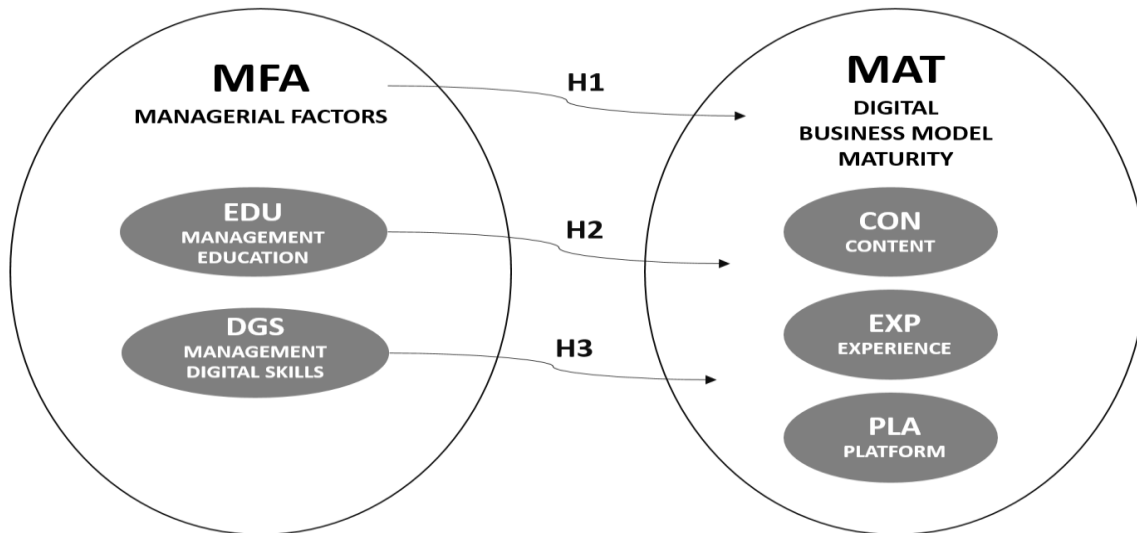 MFA
MANAGERIAL FACTORS
EDU
MANAGEMENT
EDUCATION
DGS
MANAGEMENT
DIGITAL SKILLS
H1
H2
H3
MAT
DIGITAL
BUSINESS MODEL
MATURITY
CON
CONTENT
EXP
EXPERIENCE
PLA
PLATFORM